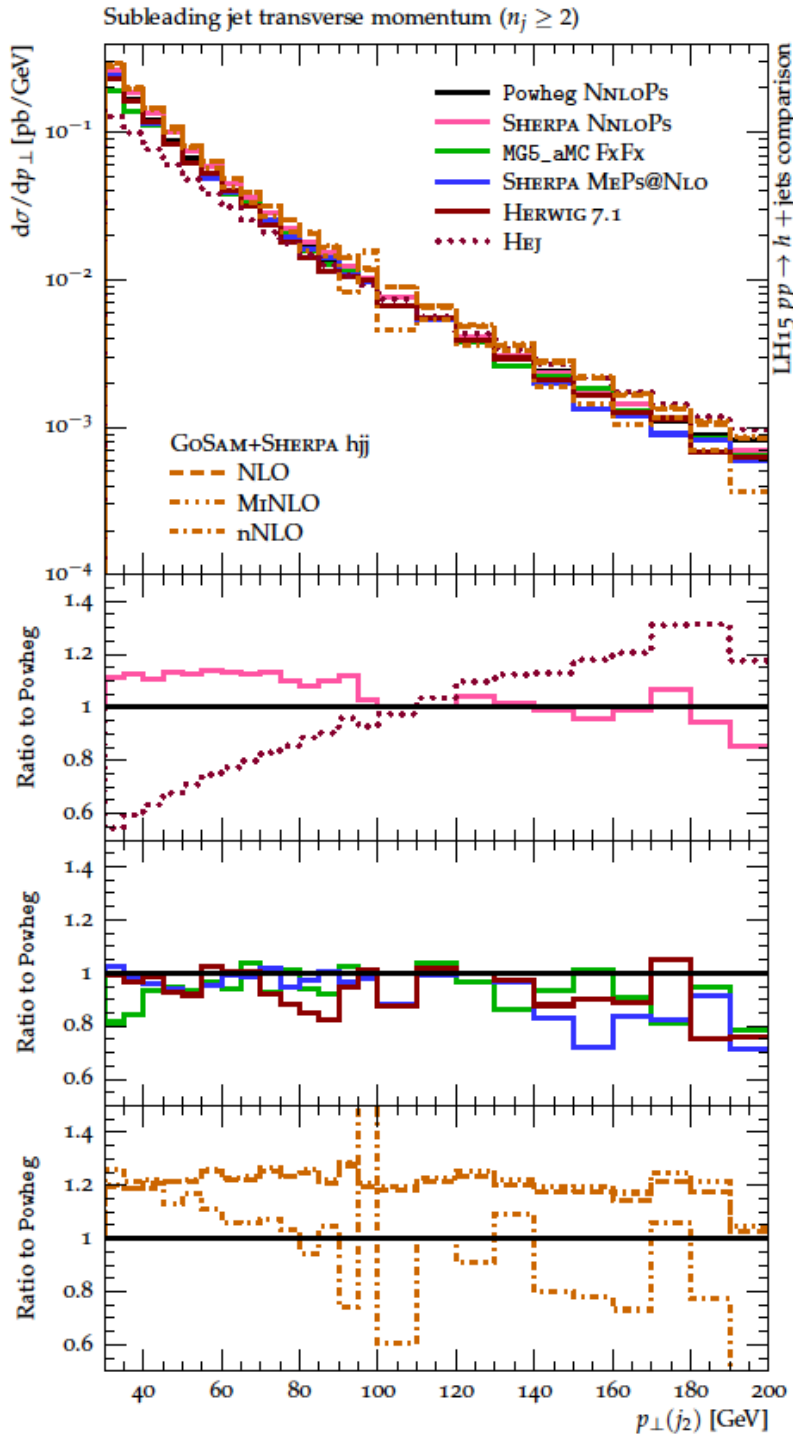 Subleading jet transverse momentum (nj ≥ 2)
dσ/dp⊥ [pb/GeV]
10−1
10−2
10−3
10−4
Powheg NNLOPS
SHERPA NNLOPS
MG5_aMC FxFx
SHERPA MEPS@NLO
HERWIG 7.1
HEJ
GOSAM+SHERPA hjj
NLO
MINLO
nNLO
LH15 pp → h + jets comparison
Ratio to Powheg
1.4
1.2
1
0.8
0.6
Ratio to Powheg
1.4
1.2
1
0.8
0.6
Ratio to Powheg
1.4
1.2
1
0.8
0.6
40 60 80 100 120 140 160 180 200
p⊥(j2) [GeV]